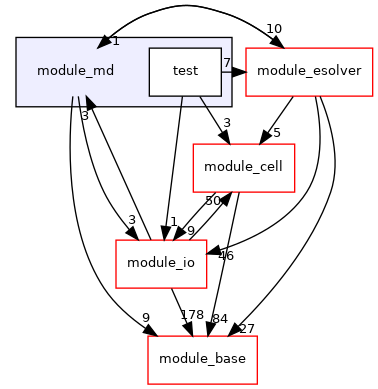 10
1
module_md
test
7
module_esolver
3
3
5
module_cell
50
3
1
9
module_io
46
178
84
9
27
module_base